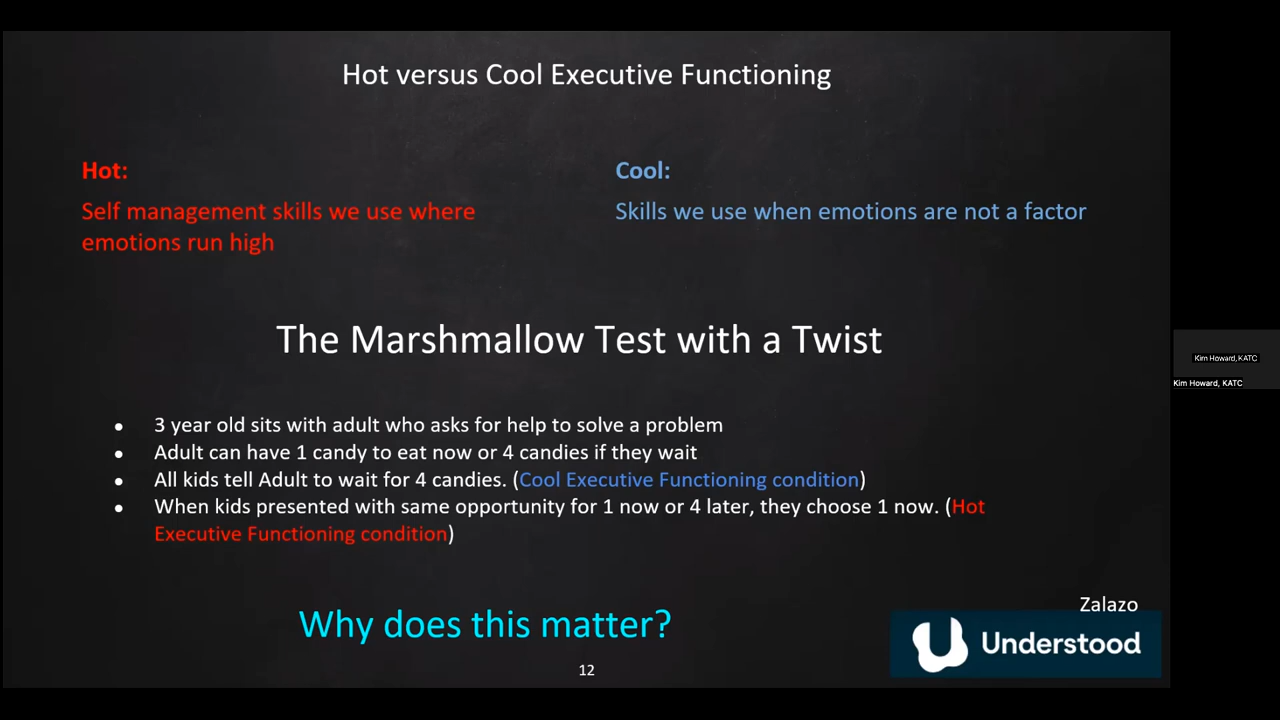 Hot versus Cool Executive Functioning
Hot:
Self management skills we use where
emotions run high
Cool:
Skills we use when emotions are not a factor
The Marshmallow Test with a Twist
● 3 year old sits with adult who asks for help to solve a problem
● Adult can have 1 candy to eat now or 4 candies if they wait
● All kids tell Adult to wait for 4 candies. (Cool Executive Functioning condition)
● When kids presented with same opportunity for 1 now or 4 later, they choose 1 now. (Hot
Executive Functioning condition)
Why does this matter?
Zalazo
Understood
12
Kim Howard, KATC
Kim Howard, KATC